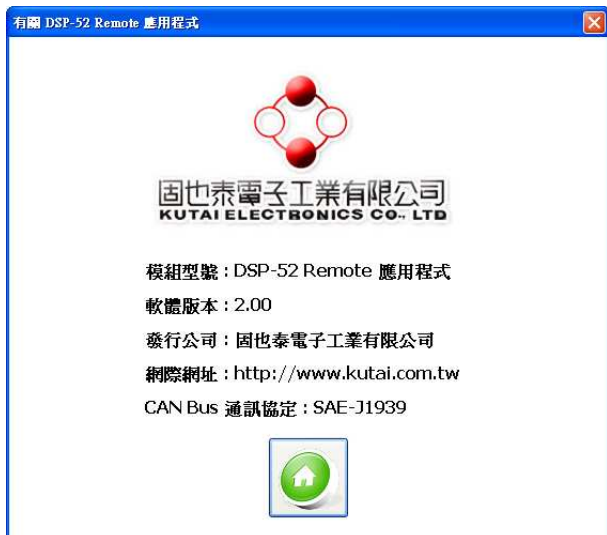 有關 DSP-52 Remote 應用程式
固也泰電子工業有限公司
KUTAI ELECTRONICS CO., LTD
模組型號：DSP-52 Remote 應用程式
軟體版本：2.00
發行公司：固也泰電子工業有限公司
網際網址：http://www.kutai.com.tw
CAN Bus 通訊協定：SAE-J1939